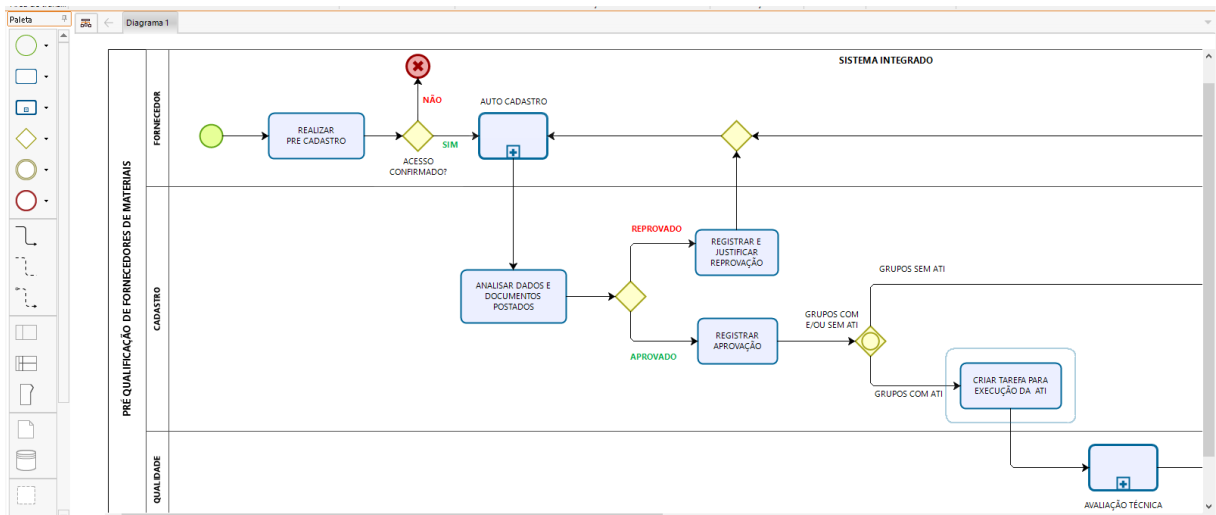 Paleta
Diagrama 1
SISTEMA INTEGRADO
PRÉ QUALIFICAÇÃO DE FORNECEDORES DE MATERIAIS
FORNECEDOR
REALIZAR
PRE CADASTRO
NÃO
SIM
ACESSO
CONFIRMADO?
AUTO CADASTRO
CADASTRO
ANALISAR DADOS E
DOCUMENTOS
POSTADOS
REPROVADO
REGISTRAR E
JUSTIFICAR
REPROVAÇÃO
APROVADO
REGISTRAR
APROVAÇÃO
GRUPOS COM
E/OU SEM ATI
GRUPOS SEM ATI
GRUPOS COM ATI
CRIAR TAREFA PARA
EXECUÇÃO DA ATI
QUALIDADE
AVALIAÇÃO TÉCNICA